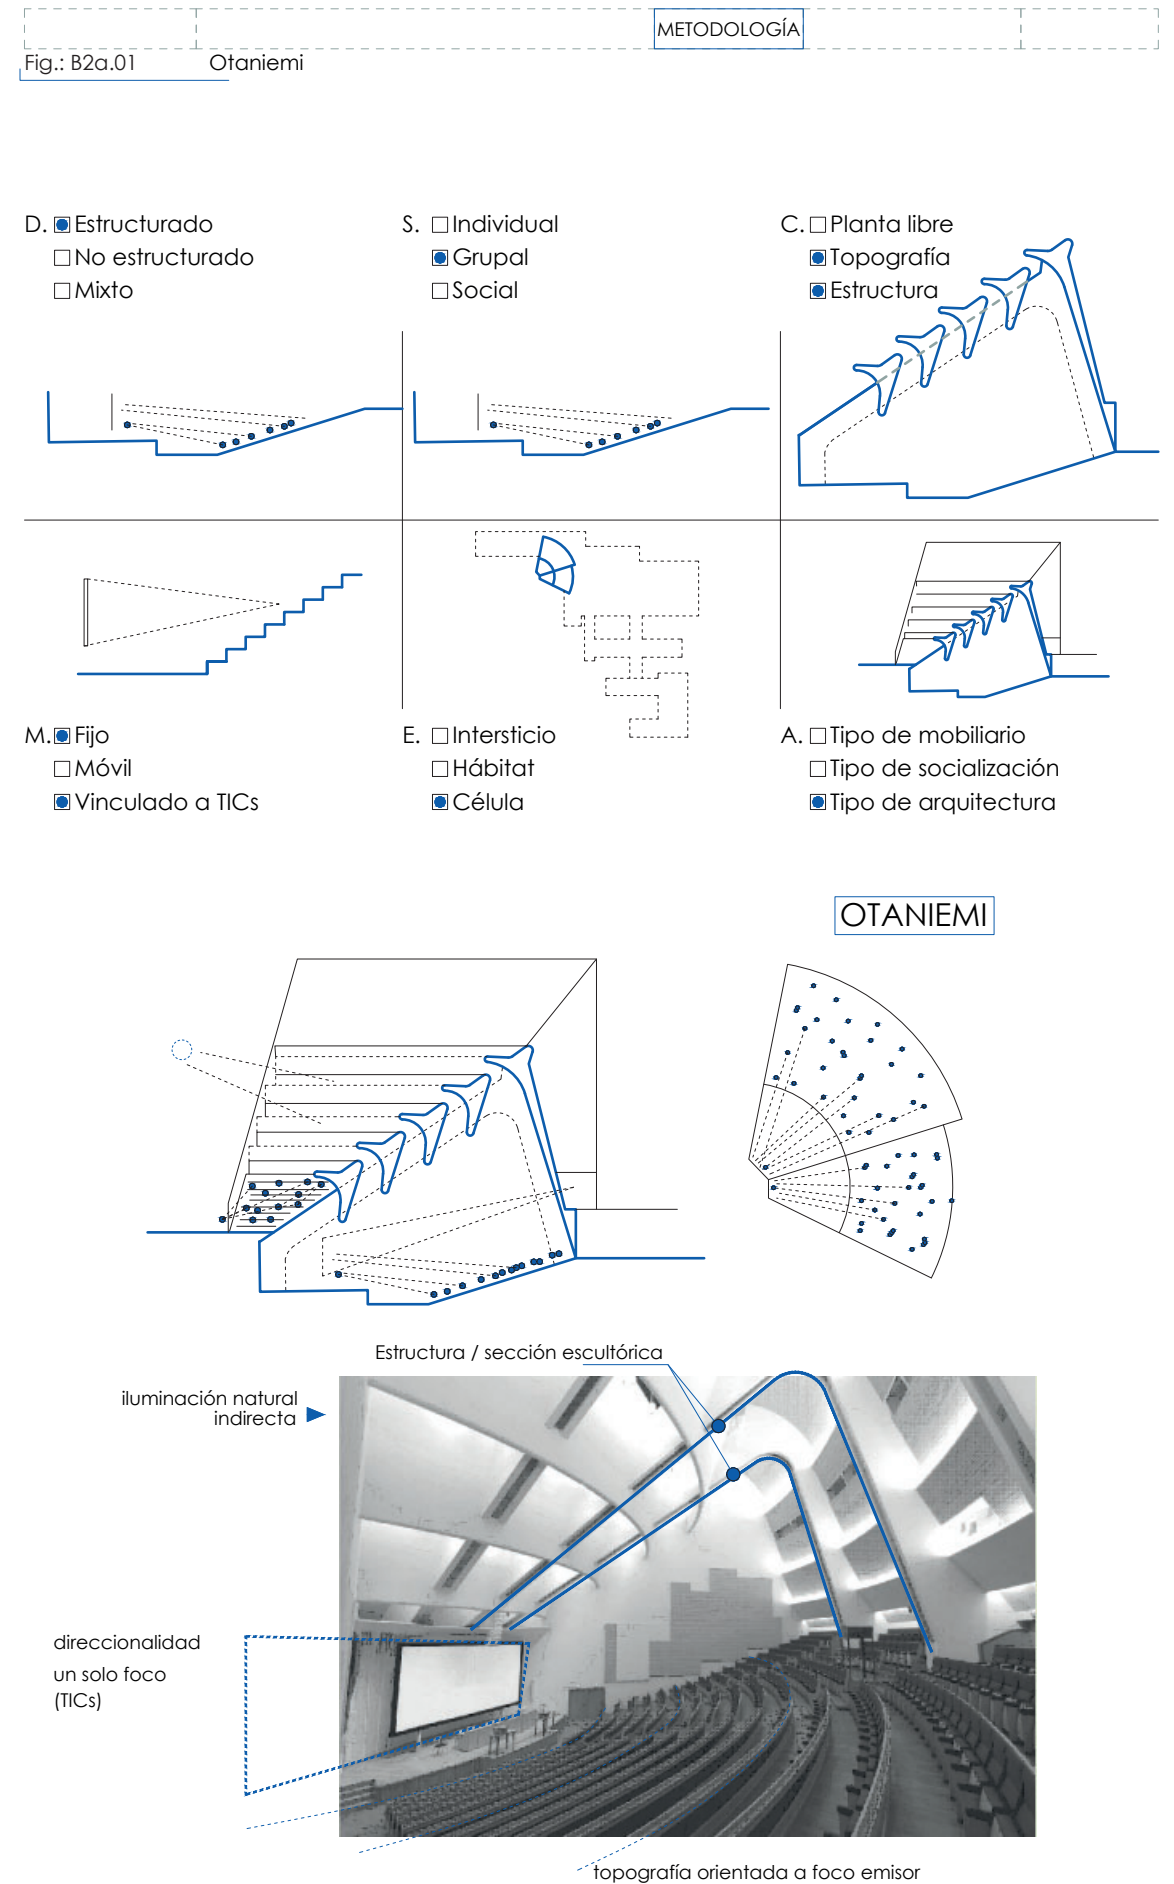 METODOLOGÍA
Fig.: B2a.01 Otaniemi
D. Estructurado
No estructurado
Mixto
S. Individual
Grupal
Social
C. Planta libre
Topografía
Estructura
M. Fijo
Móvil
Vinculado a TICs
E. Intersticio
Hábitat
Célula
A. Tipo de mobiliario
Tipo de socialización
Tipo de arquitectura
OTANIEMI
Estructura / sección escultórica
iluminación natural
indirecta
direccionalidad
un solo foco
(TICs)
topografía orientada a foco emisor